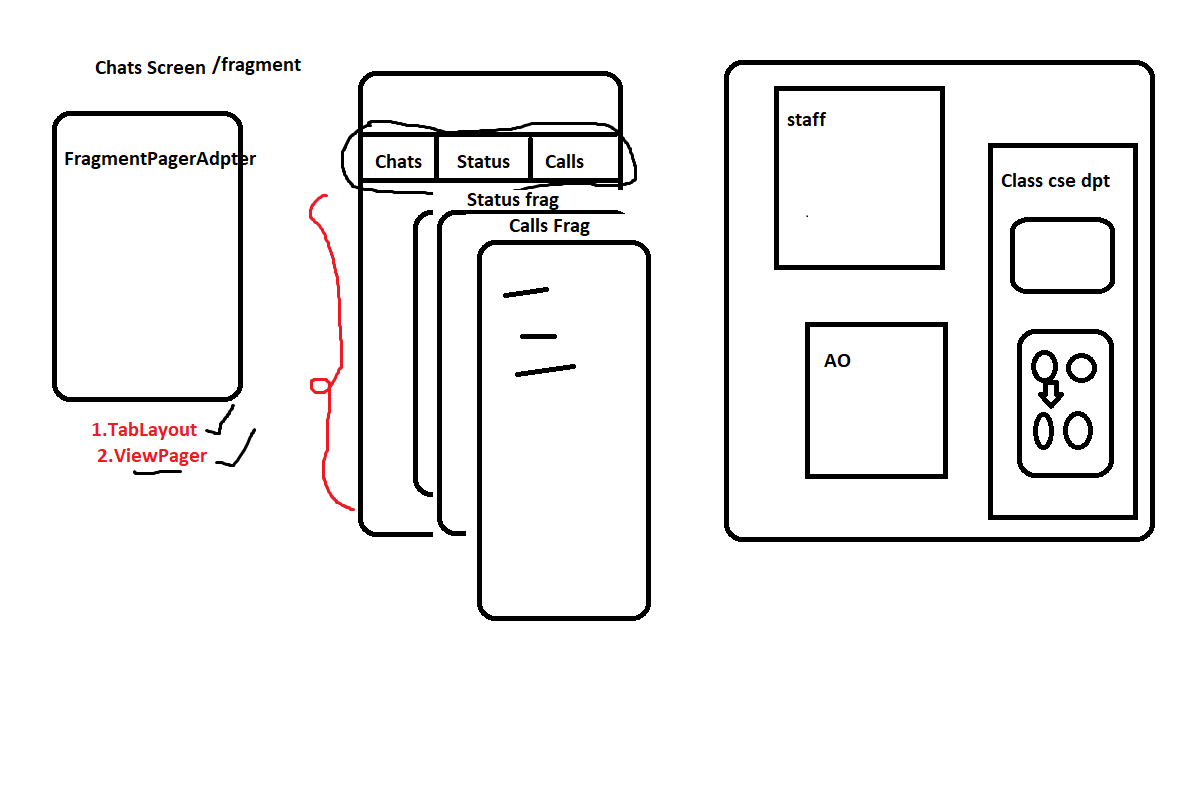 Chats Screen /fragment
FragmentPagerAdpter
1.TabLayout
2.ViewPager
Chats Status Calls
Status frag
Calls Frag
staff
AO
Class cse dpt